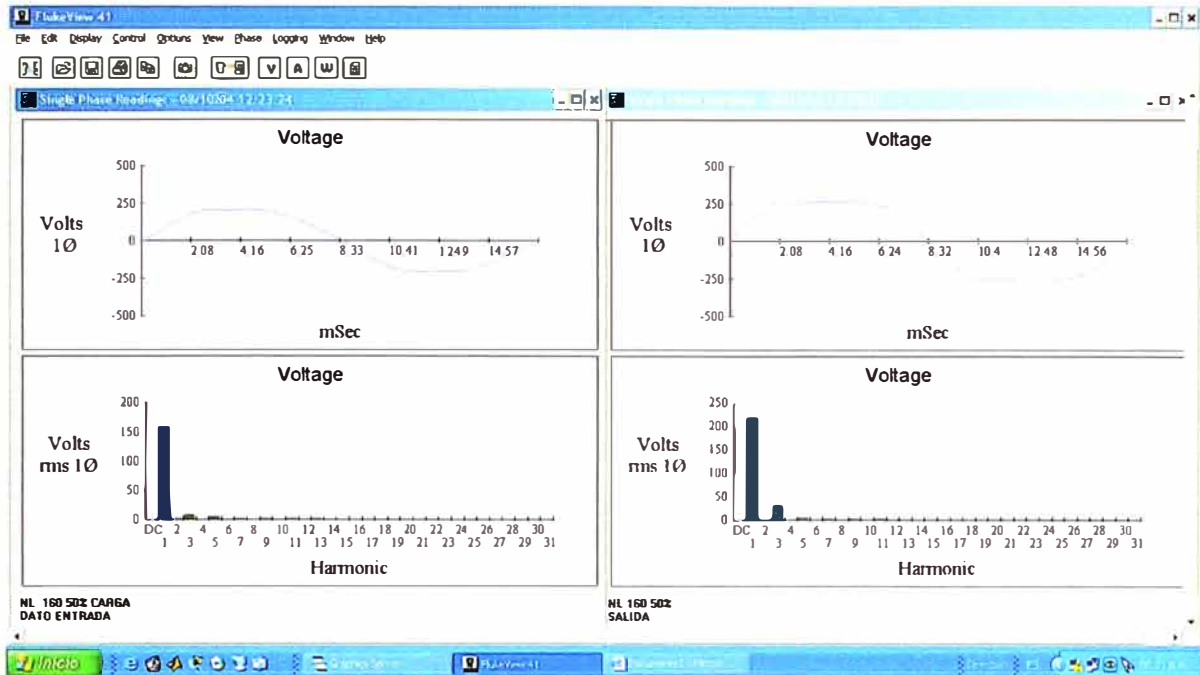 FlukeView 41
File Edit Display Control Options View Phase Logging Window Help
V A W
Single Phase Readings - 08/10/04 12:23:24
Voltage
500
250
0
-250
-500
Volts
1Ø
2 08 4 16 6 25 8 33 10 41 12 49 14 57
mSec
Voltage
200
150
100
50
0
Volts
rms 1Ø
DC 2 4 6 8 10 12 14 16 18 20 22 24 26 28 30
1 3 5 7 9 11 13 15 17 19 21 23 25 27 29 31
Harmonic
NL 160 50% CARGA
DATO ENTRADA
Voltage
500
250
0
-250
-500
Volts
1Ø
2.08 4 16 6 24 8 32 10 4 12 48 14 56
mSec
Voltage
250
200
150
100
50
0
Volts
rms 1Ø
DC 2 4 6 8 10 12 14 16 18 20 22 24 26 28 30
1 3 5 7 9 11 13 15 17 19 21 23 25 27 29 31
Harmonic
NL 160 50%
SALIDA
Inicio
FlukeView 41